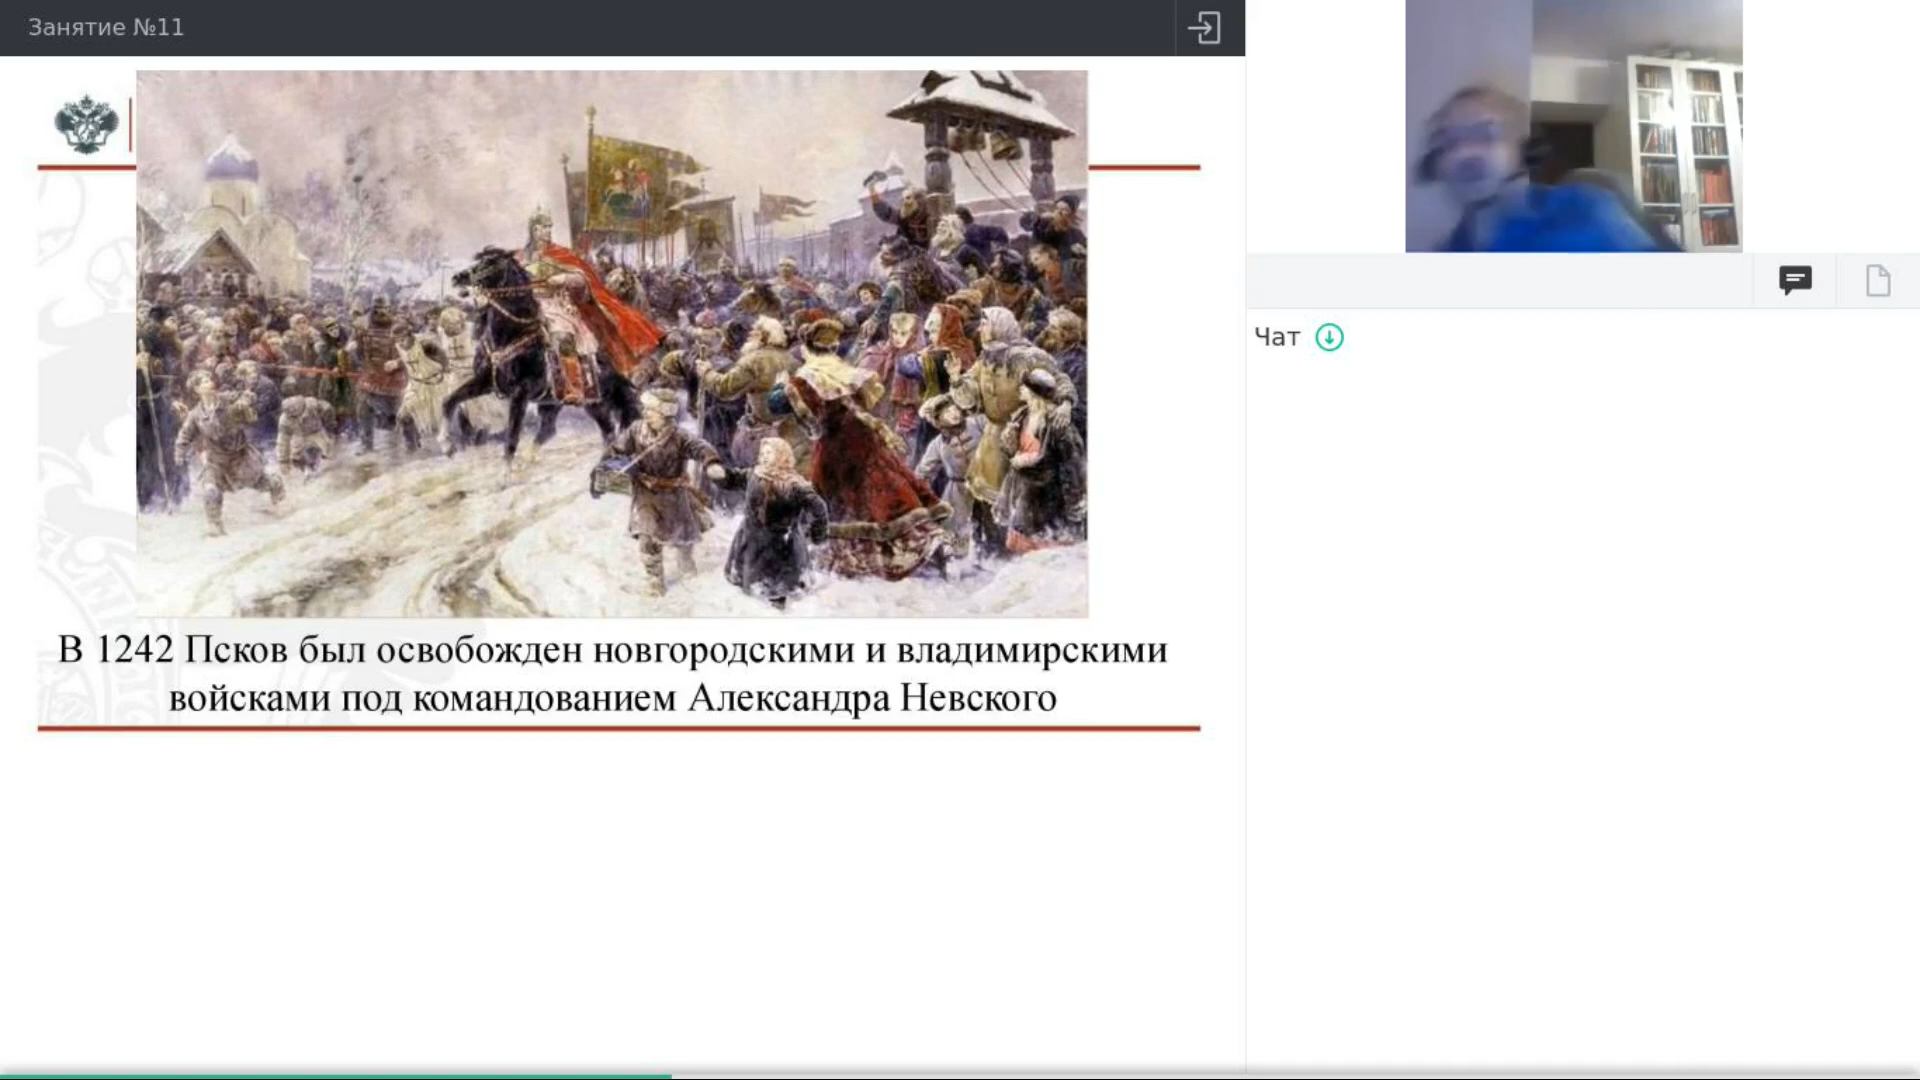 Занятие №11
В 1242 Псков был освобожден новгородскими и владимирскими
войсками под командованием Александра Невского
Чат